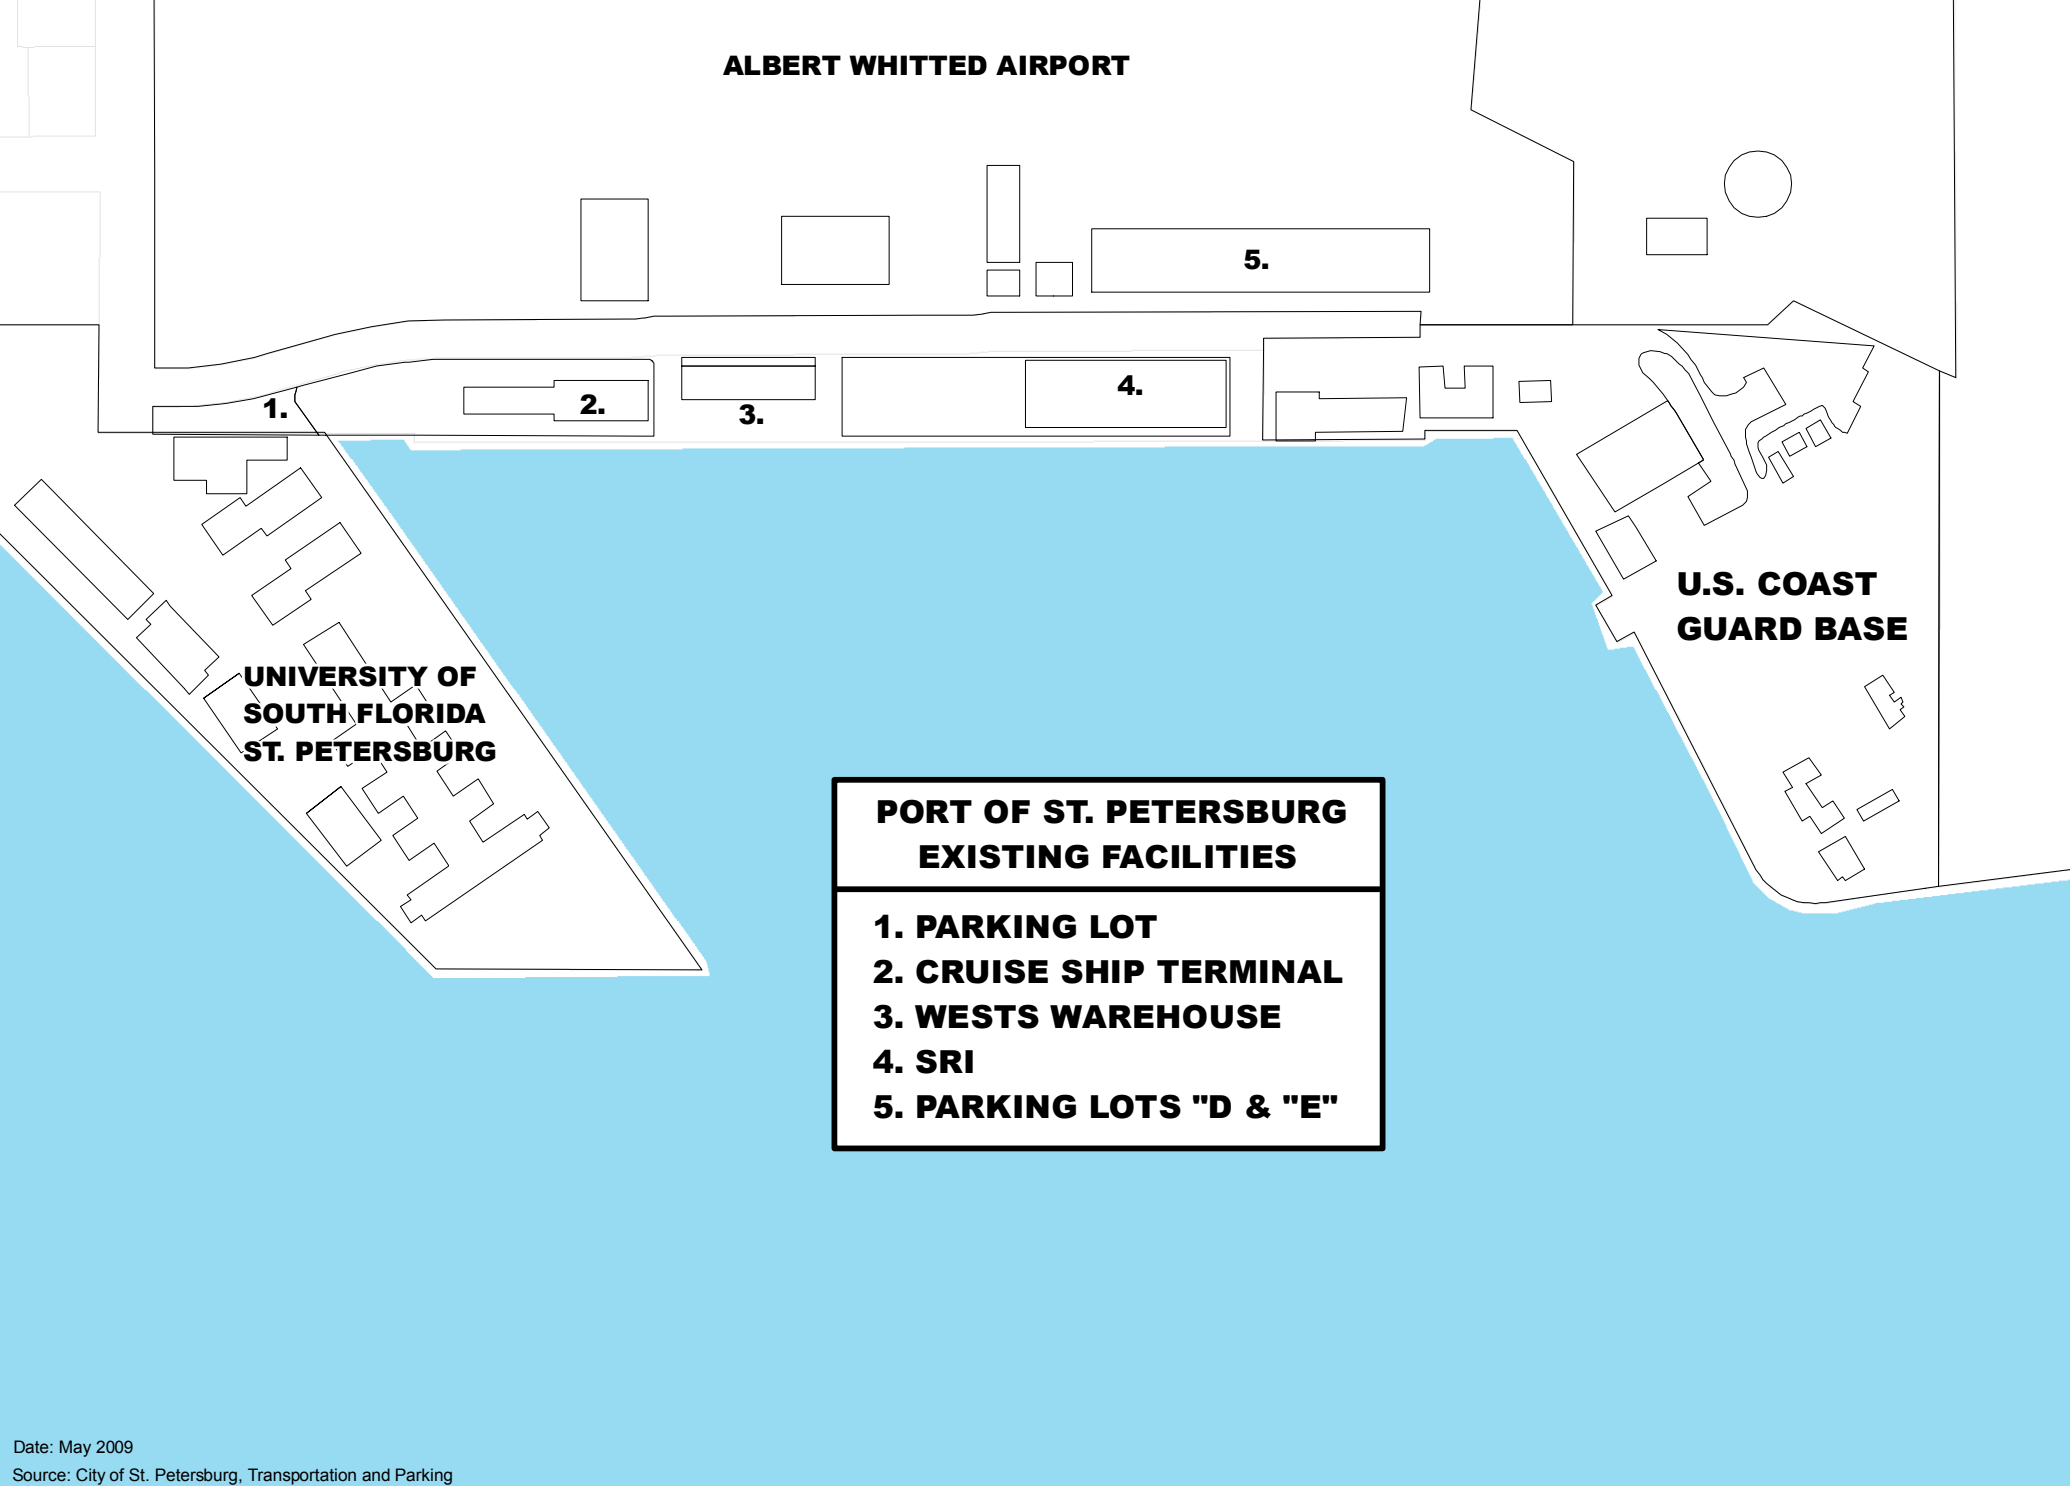 ALBERT WHITTED AIRPORT
5.
4.
1.
2.
3.
U.S. COAST
GUARD BASE
UNIVERSITY OF
SOUTH FLORIDA
ST. PETERSBURG
PORT OF ST. PETERSBURG
EXISTING FACILITIES
1. PARKING LOT
2. CRUISE SHIP TERMINAL
3. WESTS WAREHOUSE
4. SRI
5. PARKING LOTS "D & "E"
Date: May 2009
Source: City of St. Petersburg, Transportation and Parking